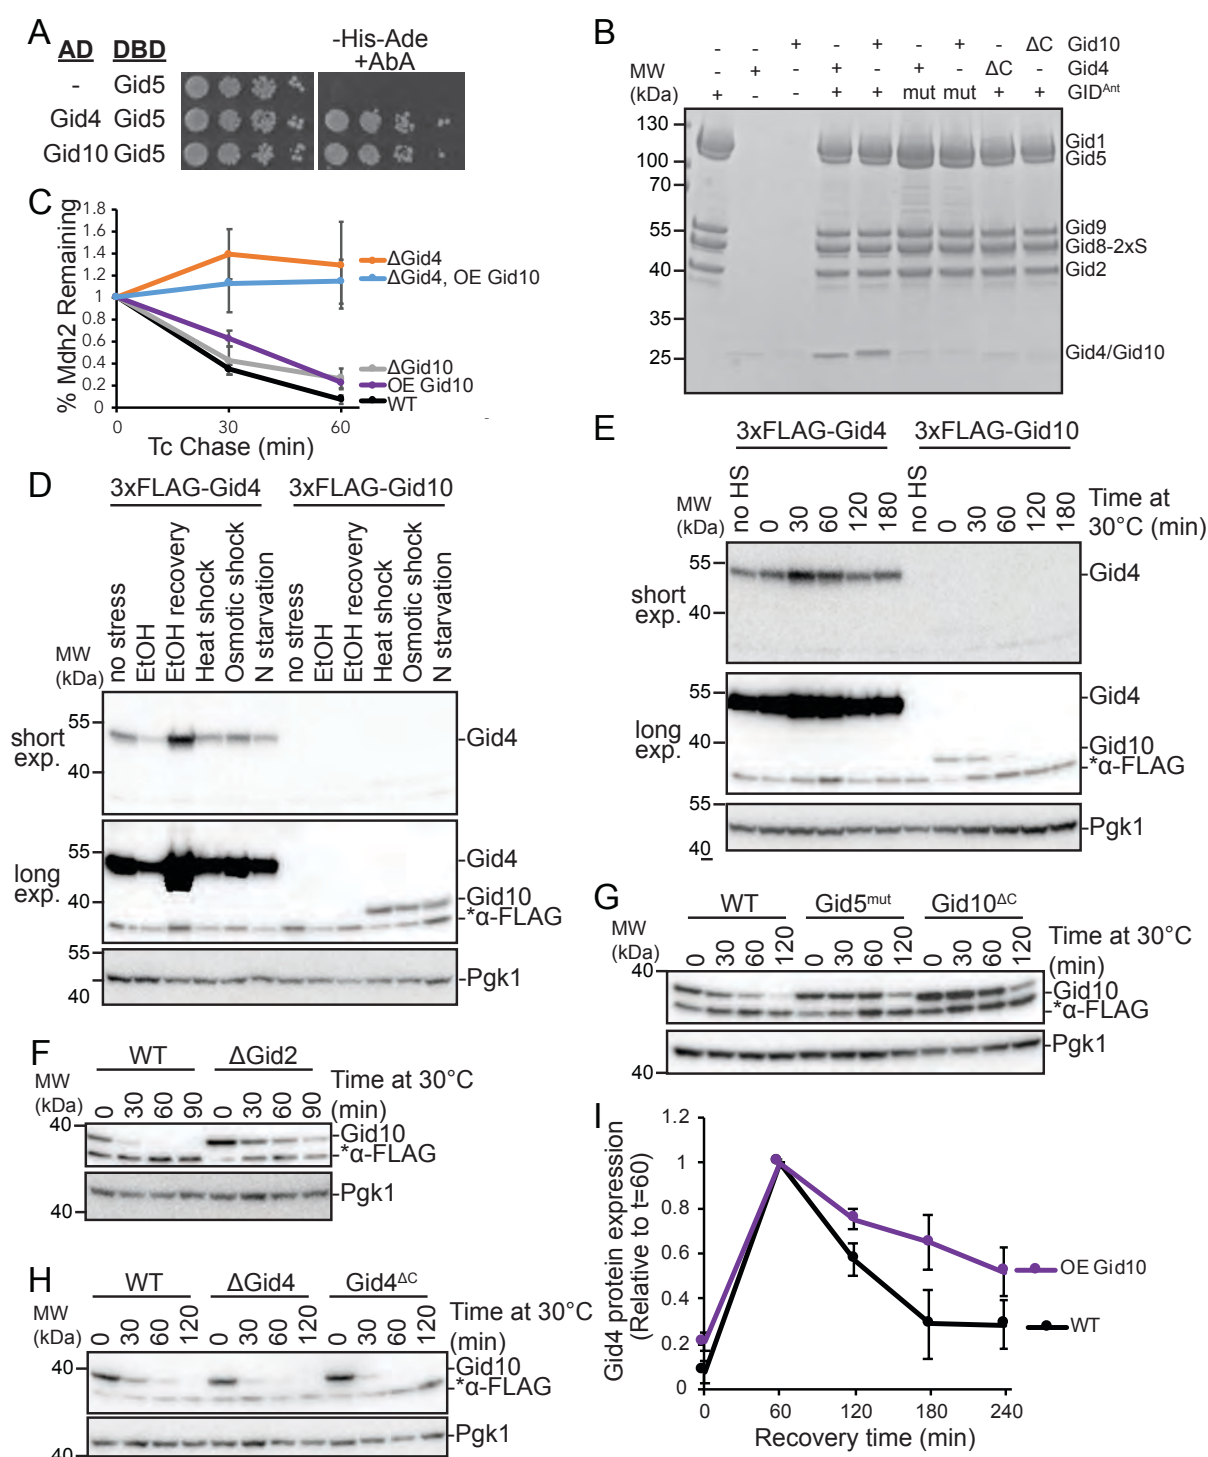 A
AD DBD
-His-Ade
+AbA
- Gid5
Gid4 Gid5
Gid10 Gid5
B
- - + - + - + - ΔC Gid10
- + - + - + - ΔC - Gid4
+ - - + + mut mut + + GID^Ant
MW
(kDa)
130
100
70
55
40
35
25
Gid1
Gid5
Gid9
Gid8-2xS
Gid2
Gid4/Gid10
C
% Mdh2 Remaining
1.8
1.6
1.4
1.2
1
0.8
0.6
0.4
0.2
0
0 30 60
Tc Chase (min)
ΔGid4
ΔGid4, OE Gid10
ΔGid10
OE Gid10
WT
D
3xFLAG-Gid4 3xFLAG-Gid10
MW
(kDa)
no stress EtOH EtOH recovery Heat shock Osmotic shock N starvation no stress EtOH EtOH recovery Heat shock Osmotic shock N starvation
short
exp.
55
40
-Gid4
long
exp.
55
40
-Gid4
Gid10
*α-FLAG
55
40
-Pgk1
E
3xFLAG-Gid4 3xFLAG-Gid10
MW
(kDa)
no HS 0 30 60 120 180 no HS 0 30 60 120 180
Time at
30°C (min)
short
exp.
55
40
-Gid4
long
exp.
55
40
-Gid4
Gid10
*α-FLAG
55
40
-Pgk1
F
WT ΔGid2
MW
(kDa)
0 30 60 90 0 30 60 90
Time at 30°C
(min)
40
-Gid10
*α-FLAG
40
-Pgk1
G
WT Gid5^mut Gid10^ΔC
MW
(kDa)
0 30 60 120 0 30 60 120 0 30 60 120
Time at 30°C
(min)
40
-Gid10
*α-FLAG
40
-Pgk1
H
WT ΔGid4 Gid4^ΔC
MW
(kDa)
0 30 60 120 0 30 60 120 0 30 60 120
Time at 30°C
(min)
40
-Gid10
*α-FLAG
40
-Pgk1
I
Gid4 protein expression
(Relative to t=60)
1.2
1
0.8
0.6
0.4
0.2
0
0 60 120 180 240
Recovery time (min)
OE Gid10
WT